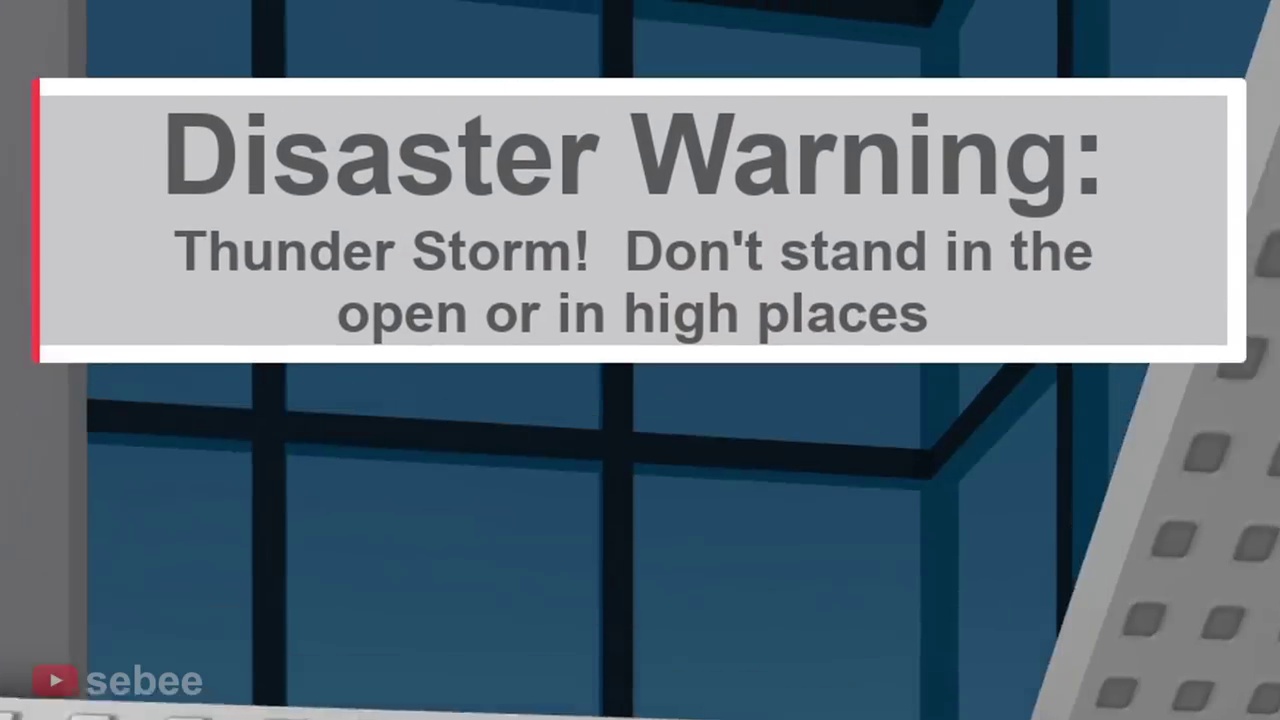 Disaster Warning:
Thunder Storm!  Don't stand in the
open or in high places
sebee